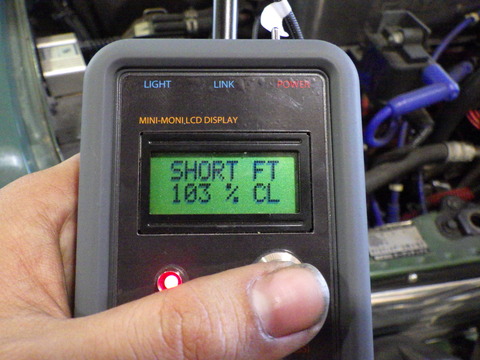 LIGHT LINK POWER
MINI-MONI,LCD DISPLAY
SHORT FT
103 % CL